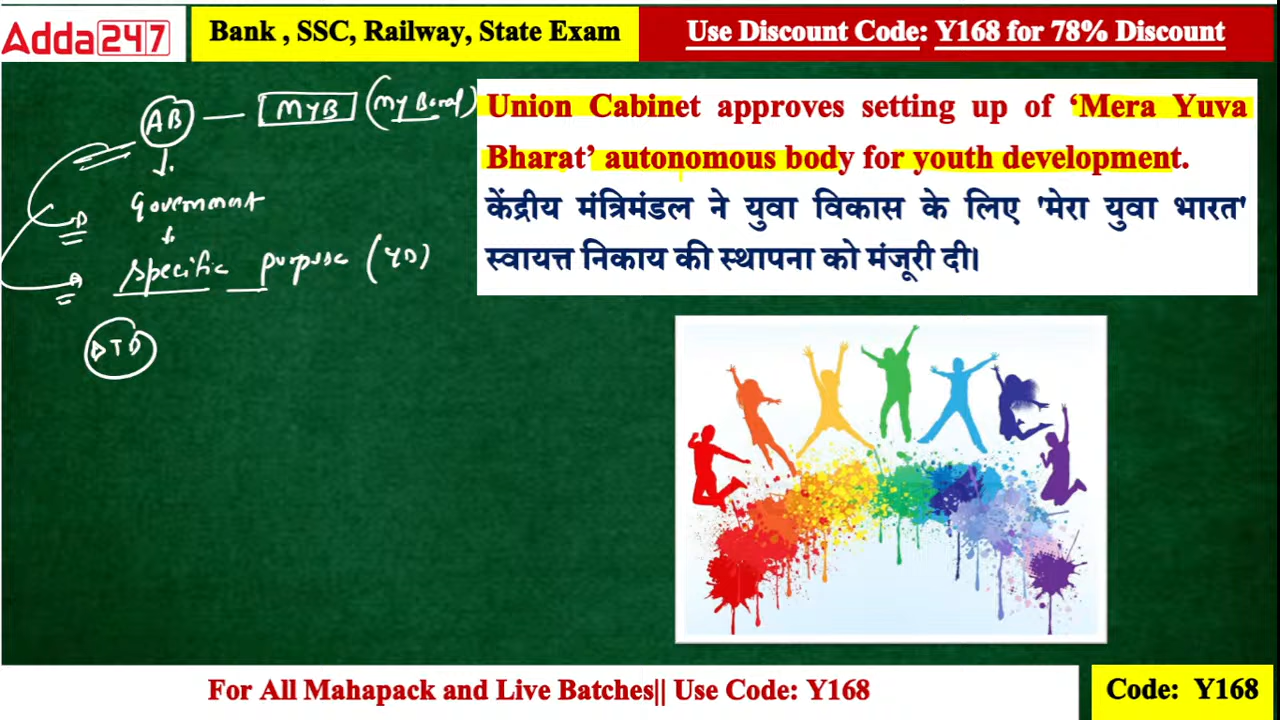 Adda247
Bank , SSC, Railway, State Exam
Use Discount Code: Y168 for 78% Discount
AB — MYB (My Barat)
Government
specific purpose (YD)
DTD
Union Cabinet approves setting up of ‘Mera Yuva
Bharat’ autonomous body for youth development.
केंद्रीय मंत्रिमंडल ने युवा विकास के लिए 'मेरा युवा भारत'
स्वायत्त निकाय की स्थापना को मंजूरी दी।
For All Mahapack and Live Batches|| Use Code: Y168
Code: Y168